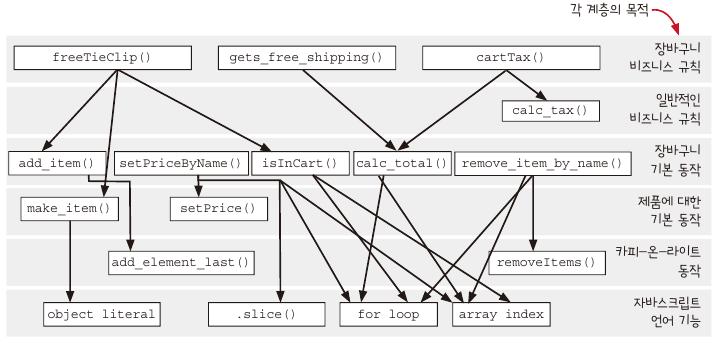 각 계층의 목적
freeTieClip()
gets_free_shipping()
cartTax()
장바구니
비즈니스 규칙
calc_tax()
일반적인
비즈니스 규칙
add_item()
setPriceByName()
isInCart()
calc_total()
remove_item_by_name()
장바구니
기본 동작
make_item()
setPrice()
제품에 대한
기본 동작
add_element_last()
removeItems()
카피-온-라이트
동작
object literal
.slice()
for loop
array index
자바스크립트
언어 기능